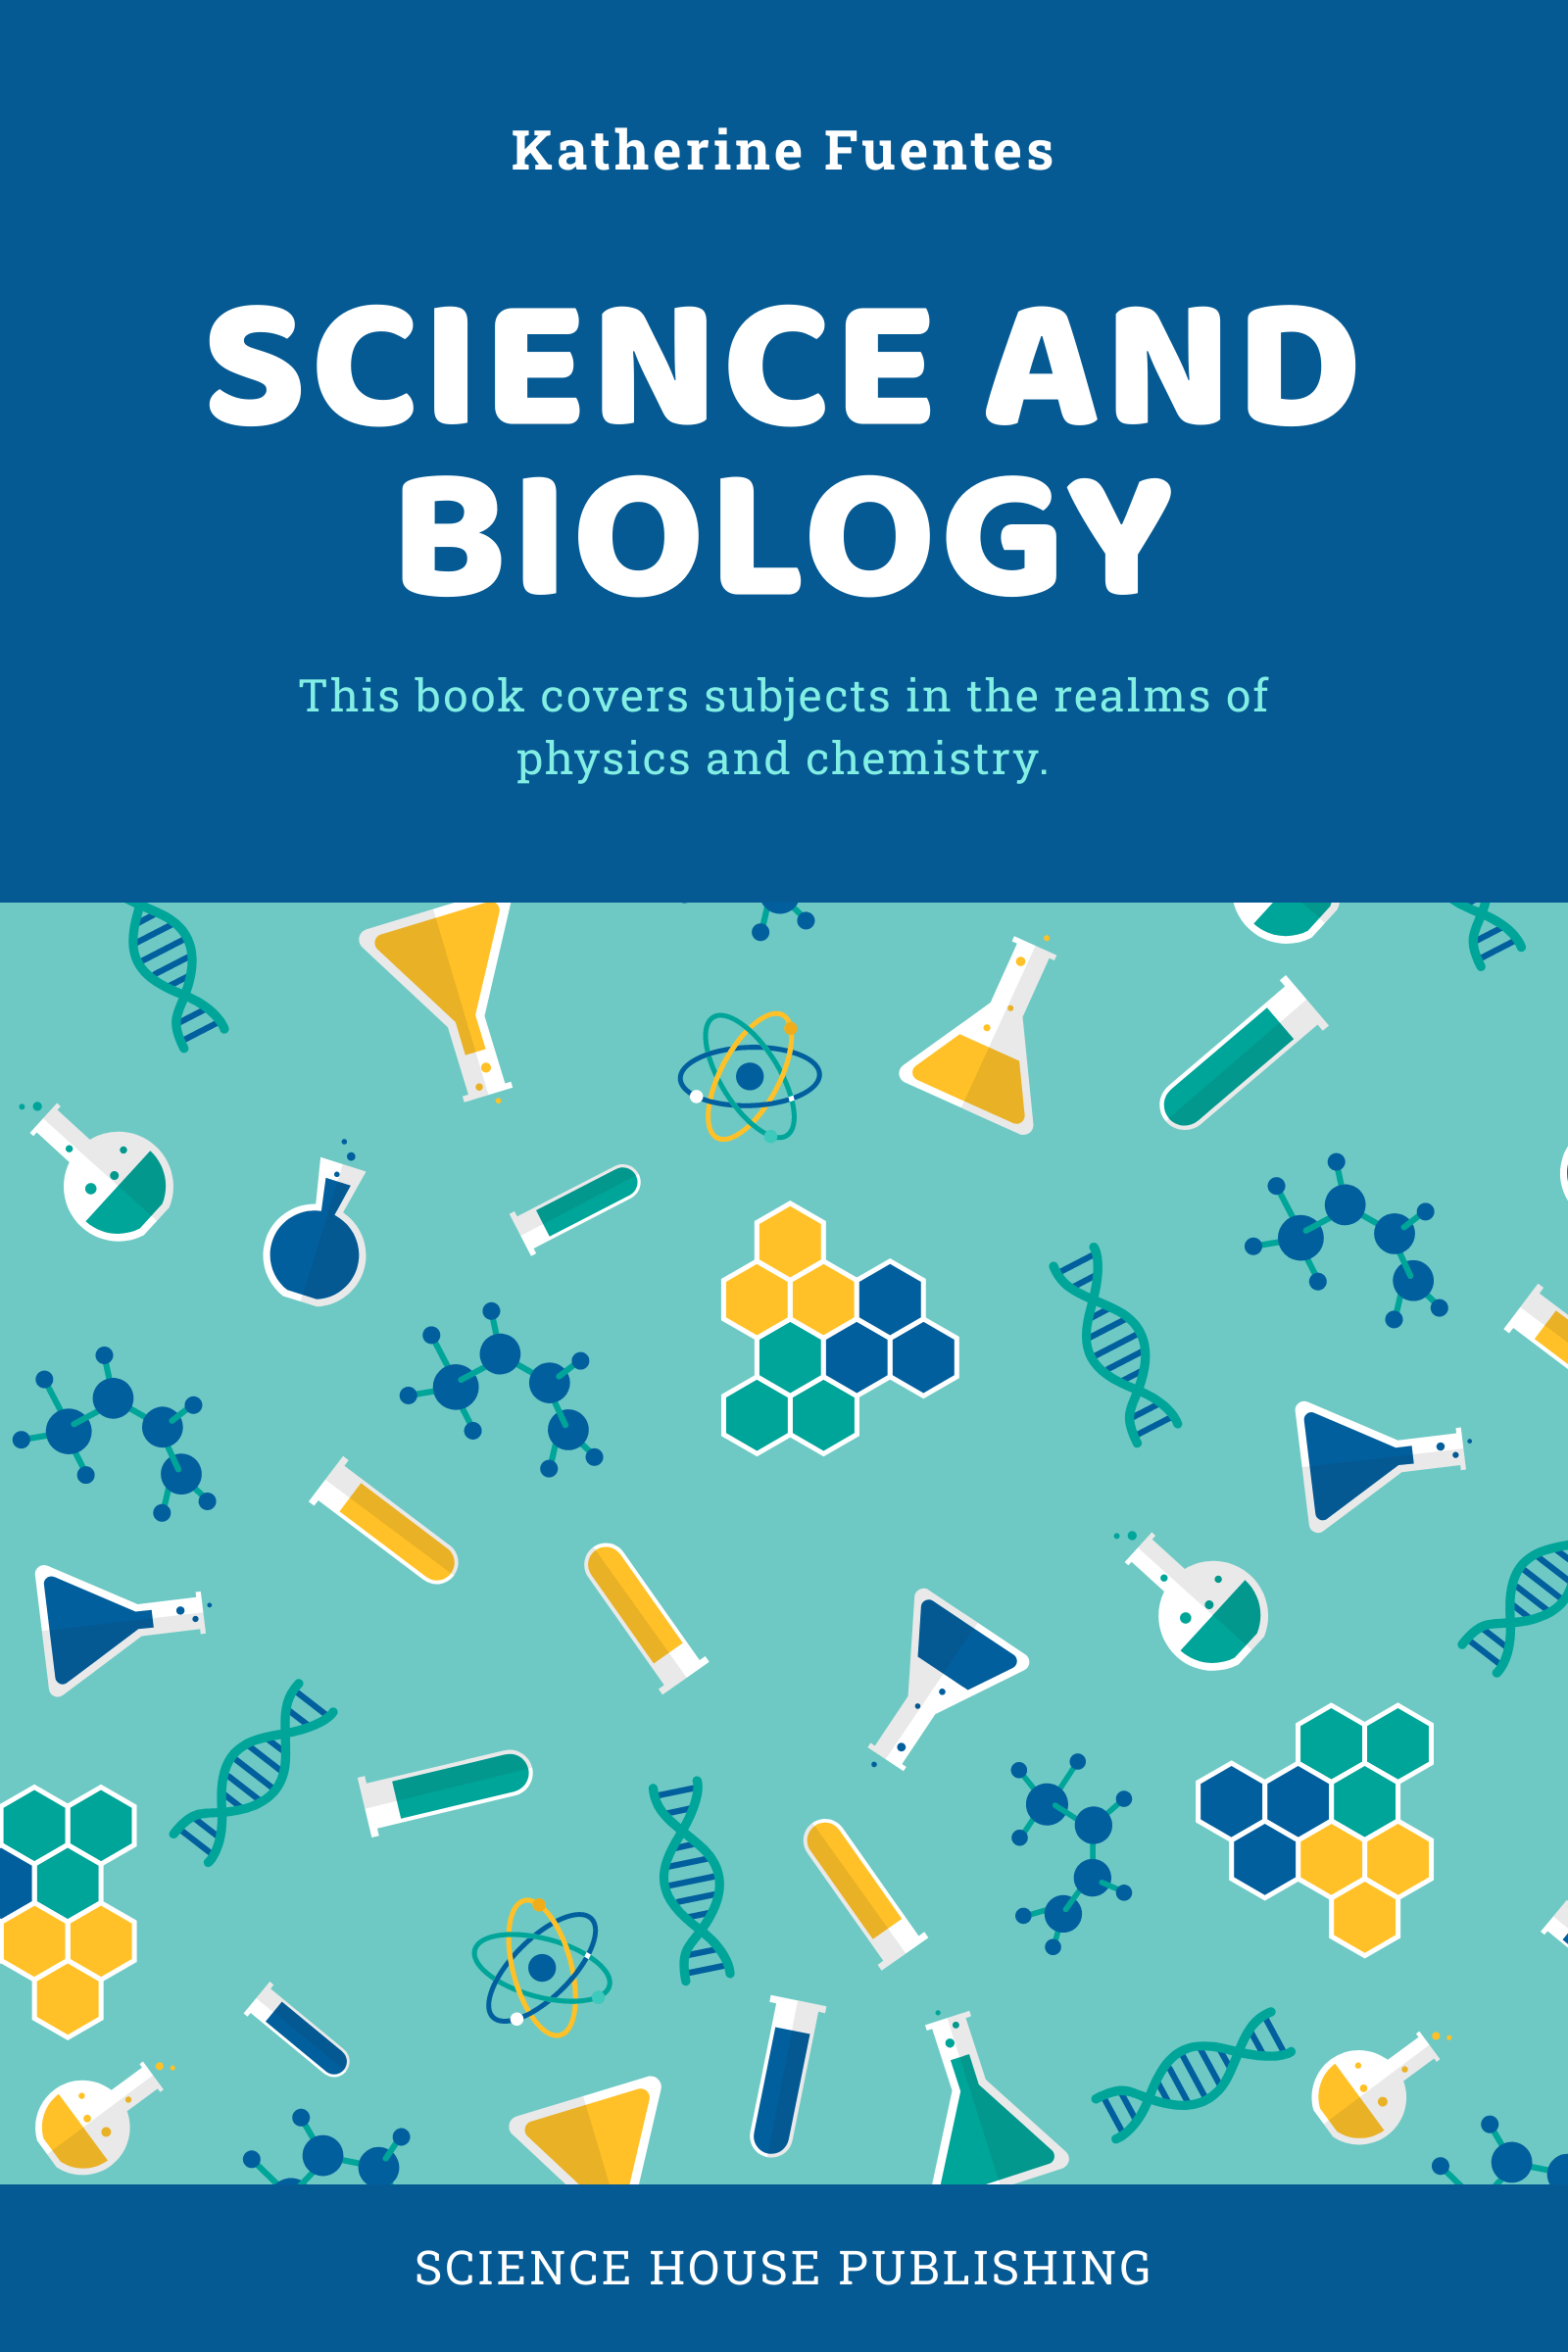 Katherine Fuentes
SCIENCE AND
BIOLOGY
This book covers subjects in the realms of
physics and chemistry.
SCIENCE HOUSE PUBLISHING